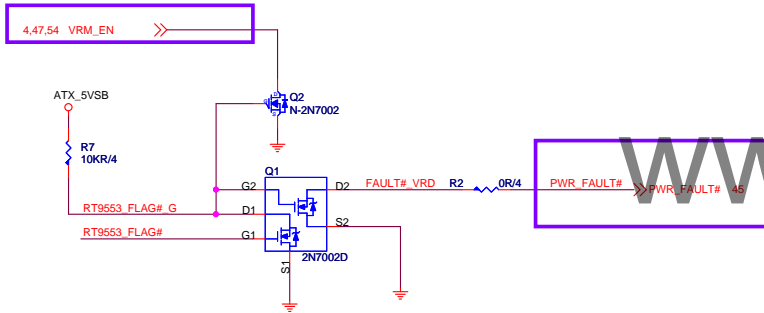 4,47,54 VRM_EN
ATX_5VSB
D
G
S
Q2
N-2N7002
R7
10KR/4
Q1
G2
D2
FAULT#_VRD
R2
0R/4
PWR_FAULT#
PWR_FAULT# 45
WW
RT9553_FLAG#_G
D1
S2
RT9553_FLAG#
G1
2N7002D
S1